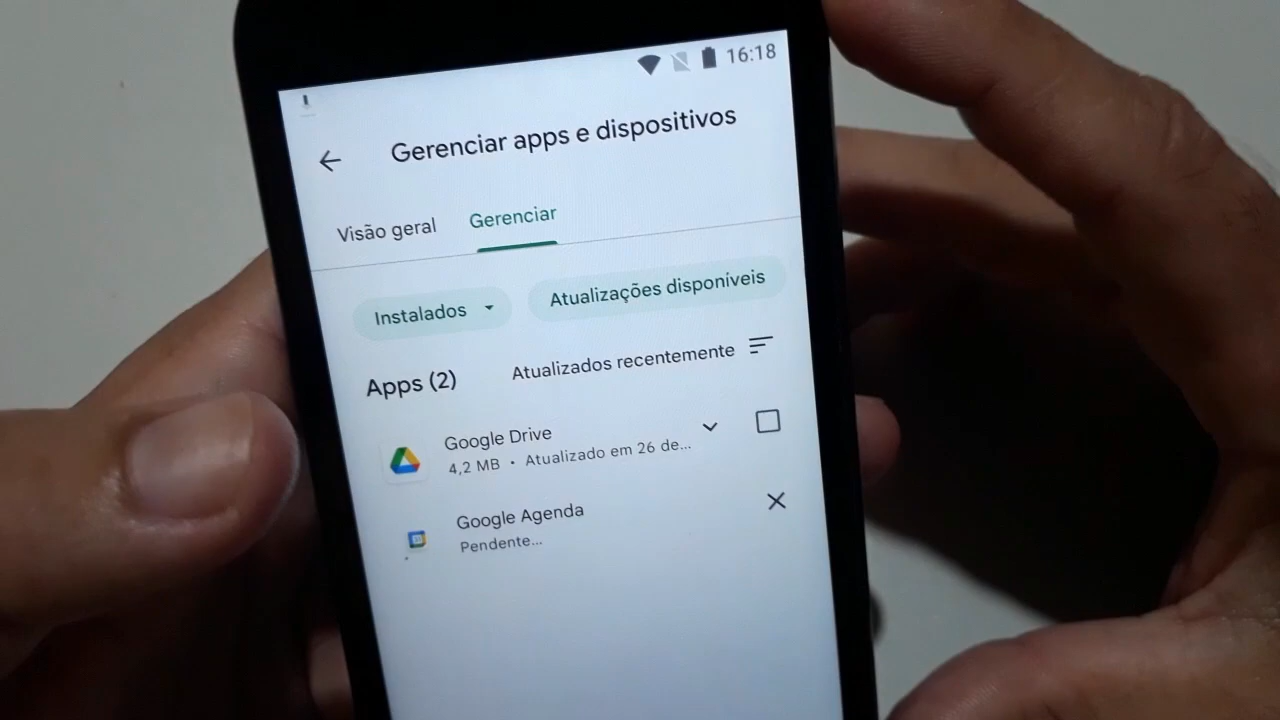 16:18
Gerenciar apps e dispositivos
Visão geral Gerenciar
Instalados Atualizações disponíveis
Apps (2) Atualizados recentemente
Google Drive
4,2 MB • Atualizado em 26 de...
Google Agenda
Pendente...